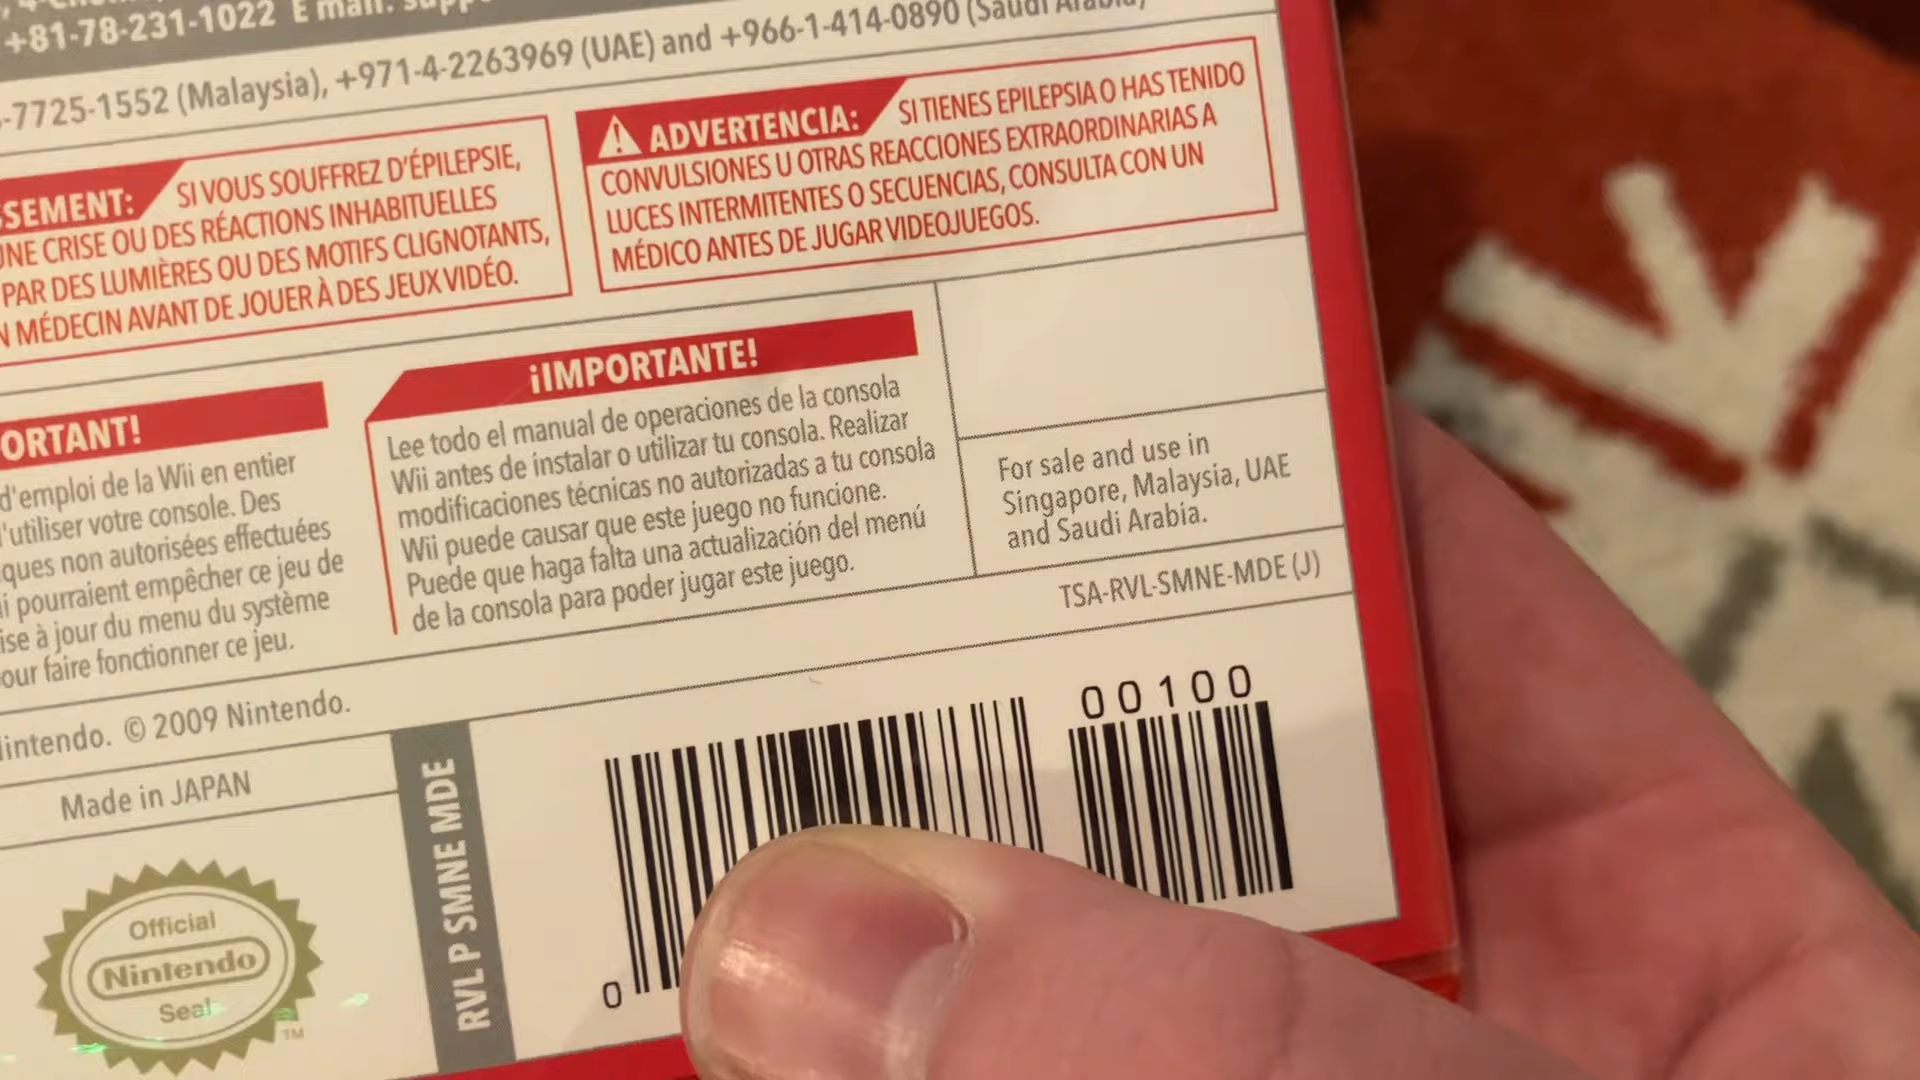 +81-78-231-1022 E mail:
-7725-1552 (Malaysia), +971-4-2263969 (UAE) and +966-1-414-0890 (Saudi Arabia)
SEMENT: SI VOUS SOUFFREZ D'ÉPILEPSIE,
UNE CRISE OU DES RÉACTIONS INHABITUELLES
PAR DES LUMIÈRES OU DES MOTIFS CLIGNOTANTS,
N MÉDECIN AVANT DE JOUER À DES JEUX VIDÉO.
ADVERTENCIA: SI TIENES EPILEPSIA O HAS TENIDO
CONVULSIONES U OTRAS REACCIONES EXTRAORDINARIAS A
LUCES INTERMITENTES O SECUENCIAS, CONSULTA CON UN
MÉDICO ANTES DE JUGAR VIDEOJUEGOS.
ORTANT!
d'emploi de la Wii en entier
d'utiliser votre console. Des
ques non autorisées effectuées
i pourraient empêcher ce jeu de
ise à jour du menu du système
our faire fonctionner ce jeu.
¡IMPORTANTE!
Lee todo el manual de operaciones de la consola
Wii antes de instalar o utilizar tu consola. Realizar
modificaciones técnicas no autorizadas a tu consola
Wii puede causar que este juego no funcione.
Puede que haga falta una actualización del menú
de la consola para poder jugar este juego.
For sale and use in
Singapore, Malaysia, UAE
and Saudi Arabia.
TSA-RVL-SMNE-MDE (J)
Nintendo. © 2009 Nintendo.
Made in JAPAN
Official
Nintendo
Seal
TM
RVL P SMNE MDE
00100
0